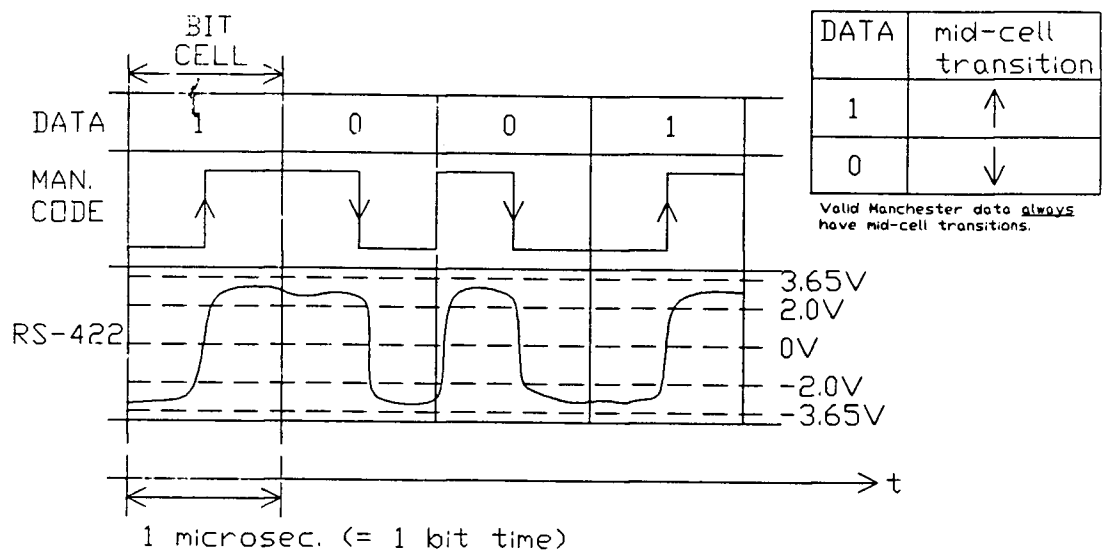 BIT
CELL
DATA 1 0 0 1
MAN.
CODE
RS-422
3.65V
2.0V
0V
-2.0V
-3.65V
t
1 microsec. (= 1 bit time)
DATA mid-cell
transition
1 ↑
0 ↓
Valid Manchester data always
have mid-cell transitions.